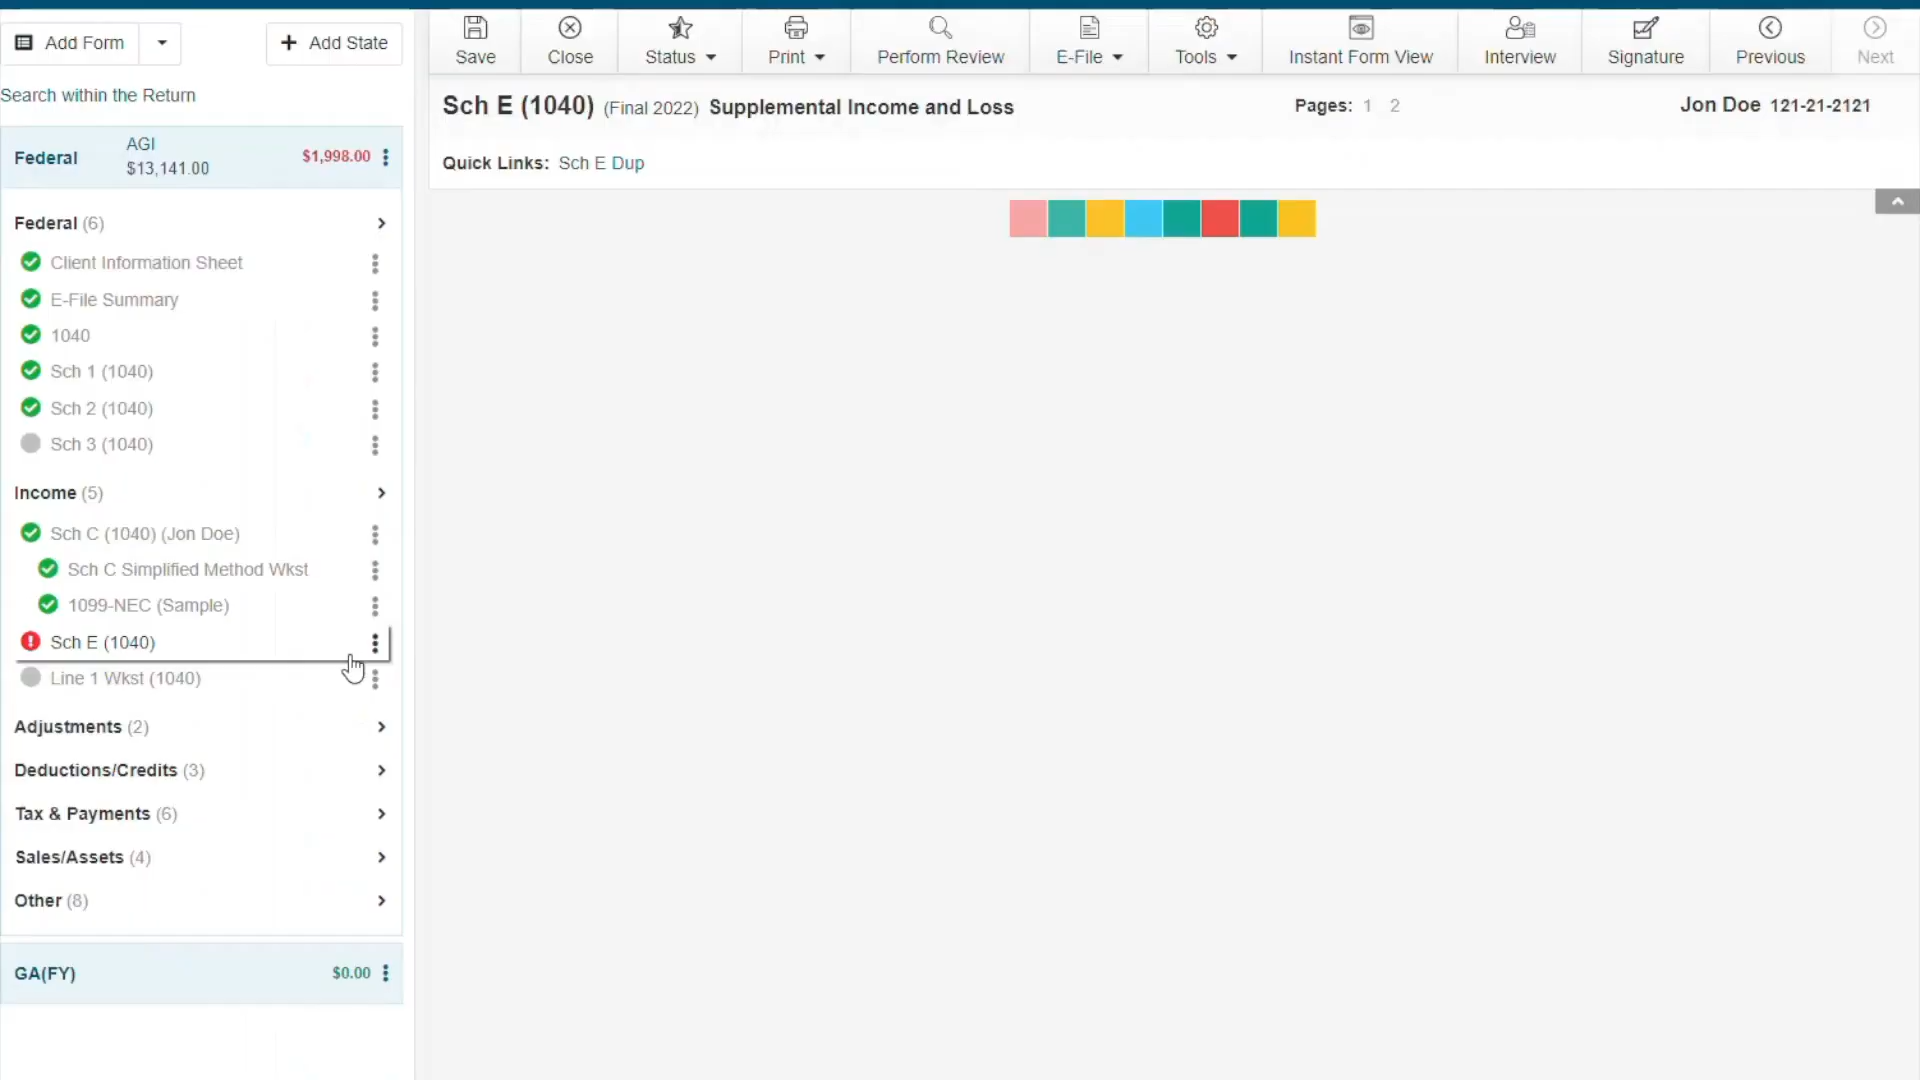 Add Form
Add State
Search within the Return
Federal AGI $13,141.00 $1,998.00
Federal (6)
Client Information Sheet
E-File Summary
1040
Sch 1 (1040)
Sch 2 (1040)
Sch 3 (1040)
Income (5)
Sch C (1040) (Jon Doe)
Sch C Simplified Method Wkst
1099-NEC (Sample)
Sch E (1040)
Line 1 Wkst (1040)
Adjustments (2)
Deductions/Credits (3)
Tax & Payments (6)
Sales/Assets (4)
Other (8)
GA(FY) $0.00
Save Close Status Print Perform Review E-File Tools Instant Form View Interview Signature Previous Next
Sch E (1040) (Final 2022) Supplemental Income and Loss Pages: 1 2 Jon Doe 121-21-2121
Quick Links: Sch E Dup